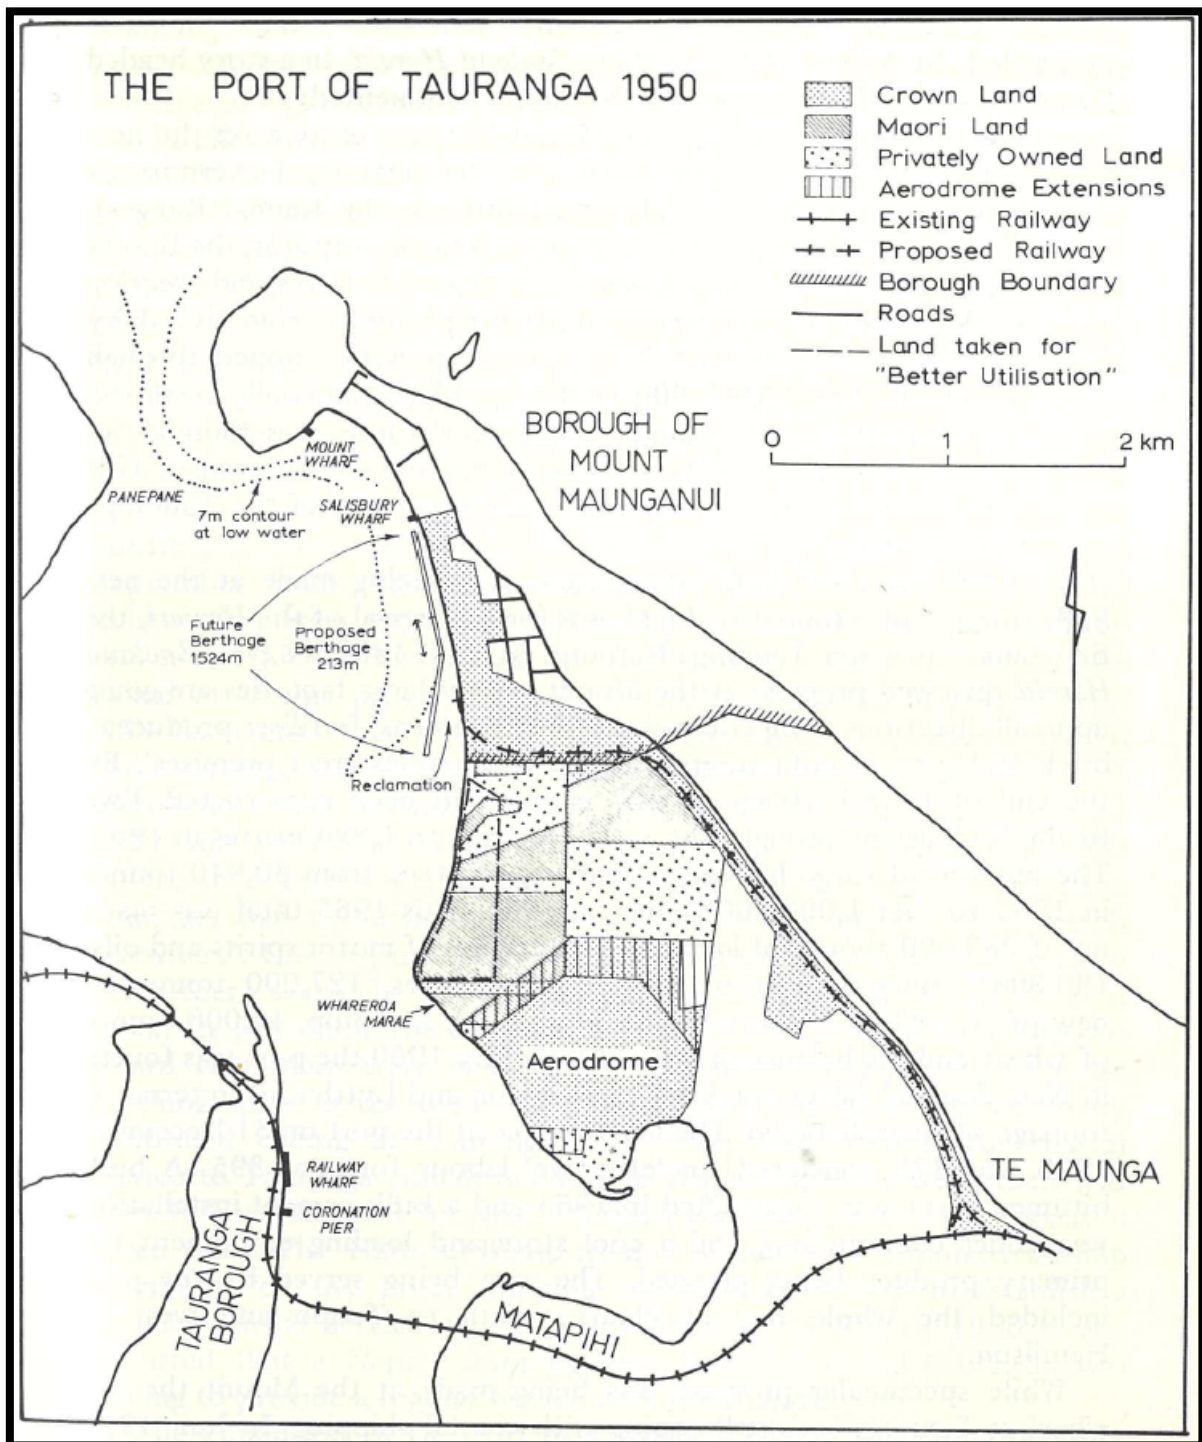 THE PORT OF TAURANGA 1950
Crown Land
Maori Land
Privately Owned Land
Aerodrome Extensions
Existing Railway
Proposed Railway
Borough Boundary
Roads
Land taken for
"Better Utilisation"
0 1 2 km
BOROUGH OF
MOUNT
MAUNGANUI
MOUNT
WHARF
PANEPANE
7m contour
at low water
SALISBURY
WHARF
Future
Berthage
1524m
Proposed
Berthage
213m
Reclamation
WHAREROA
MARAE
Aerodrome
RAILWAY
WHARF
CORONATION
PIER
TE MAUNGA
TAURANGA
BOROUGH
MATAPIHI